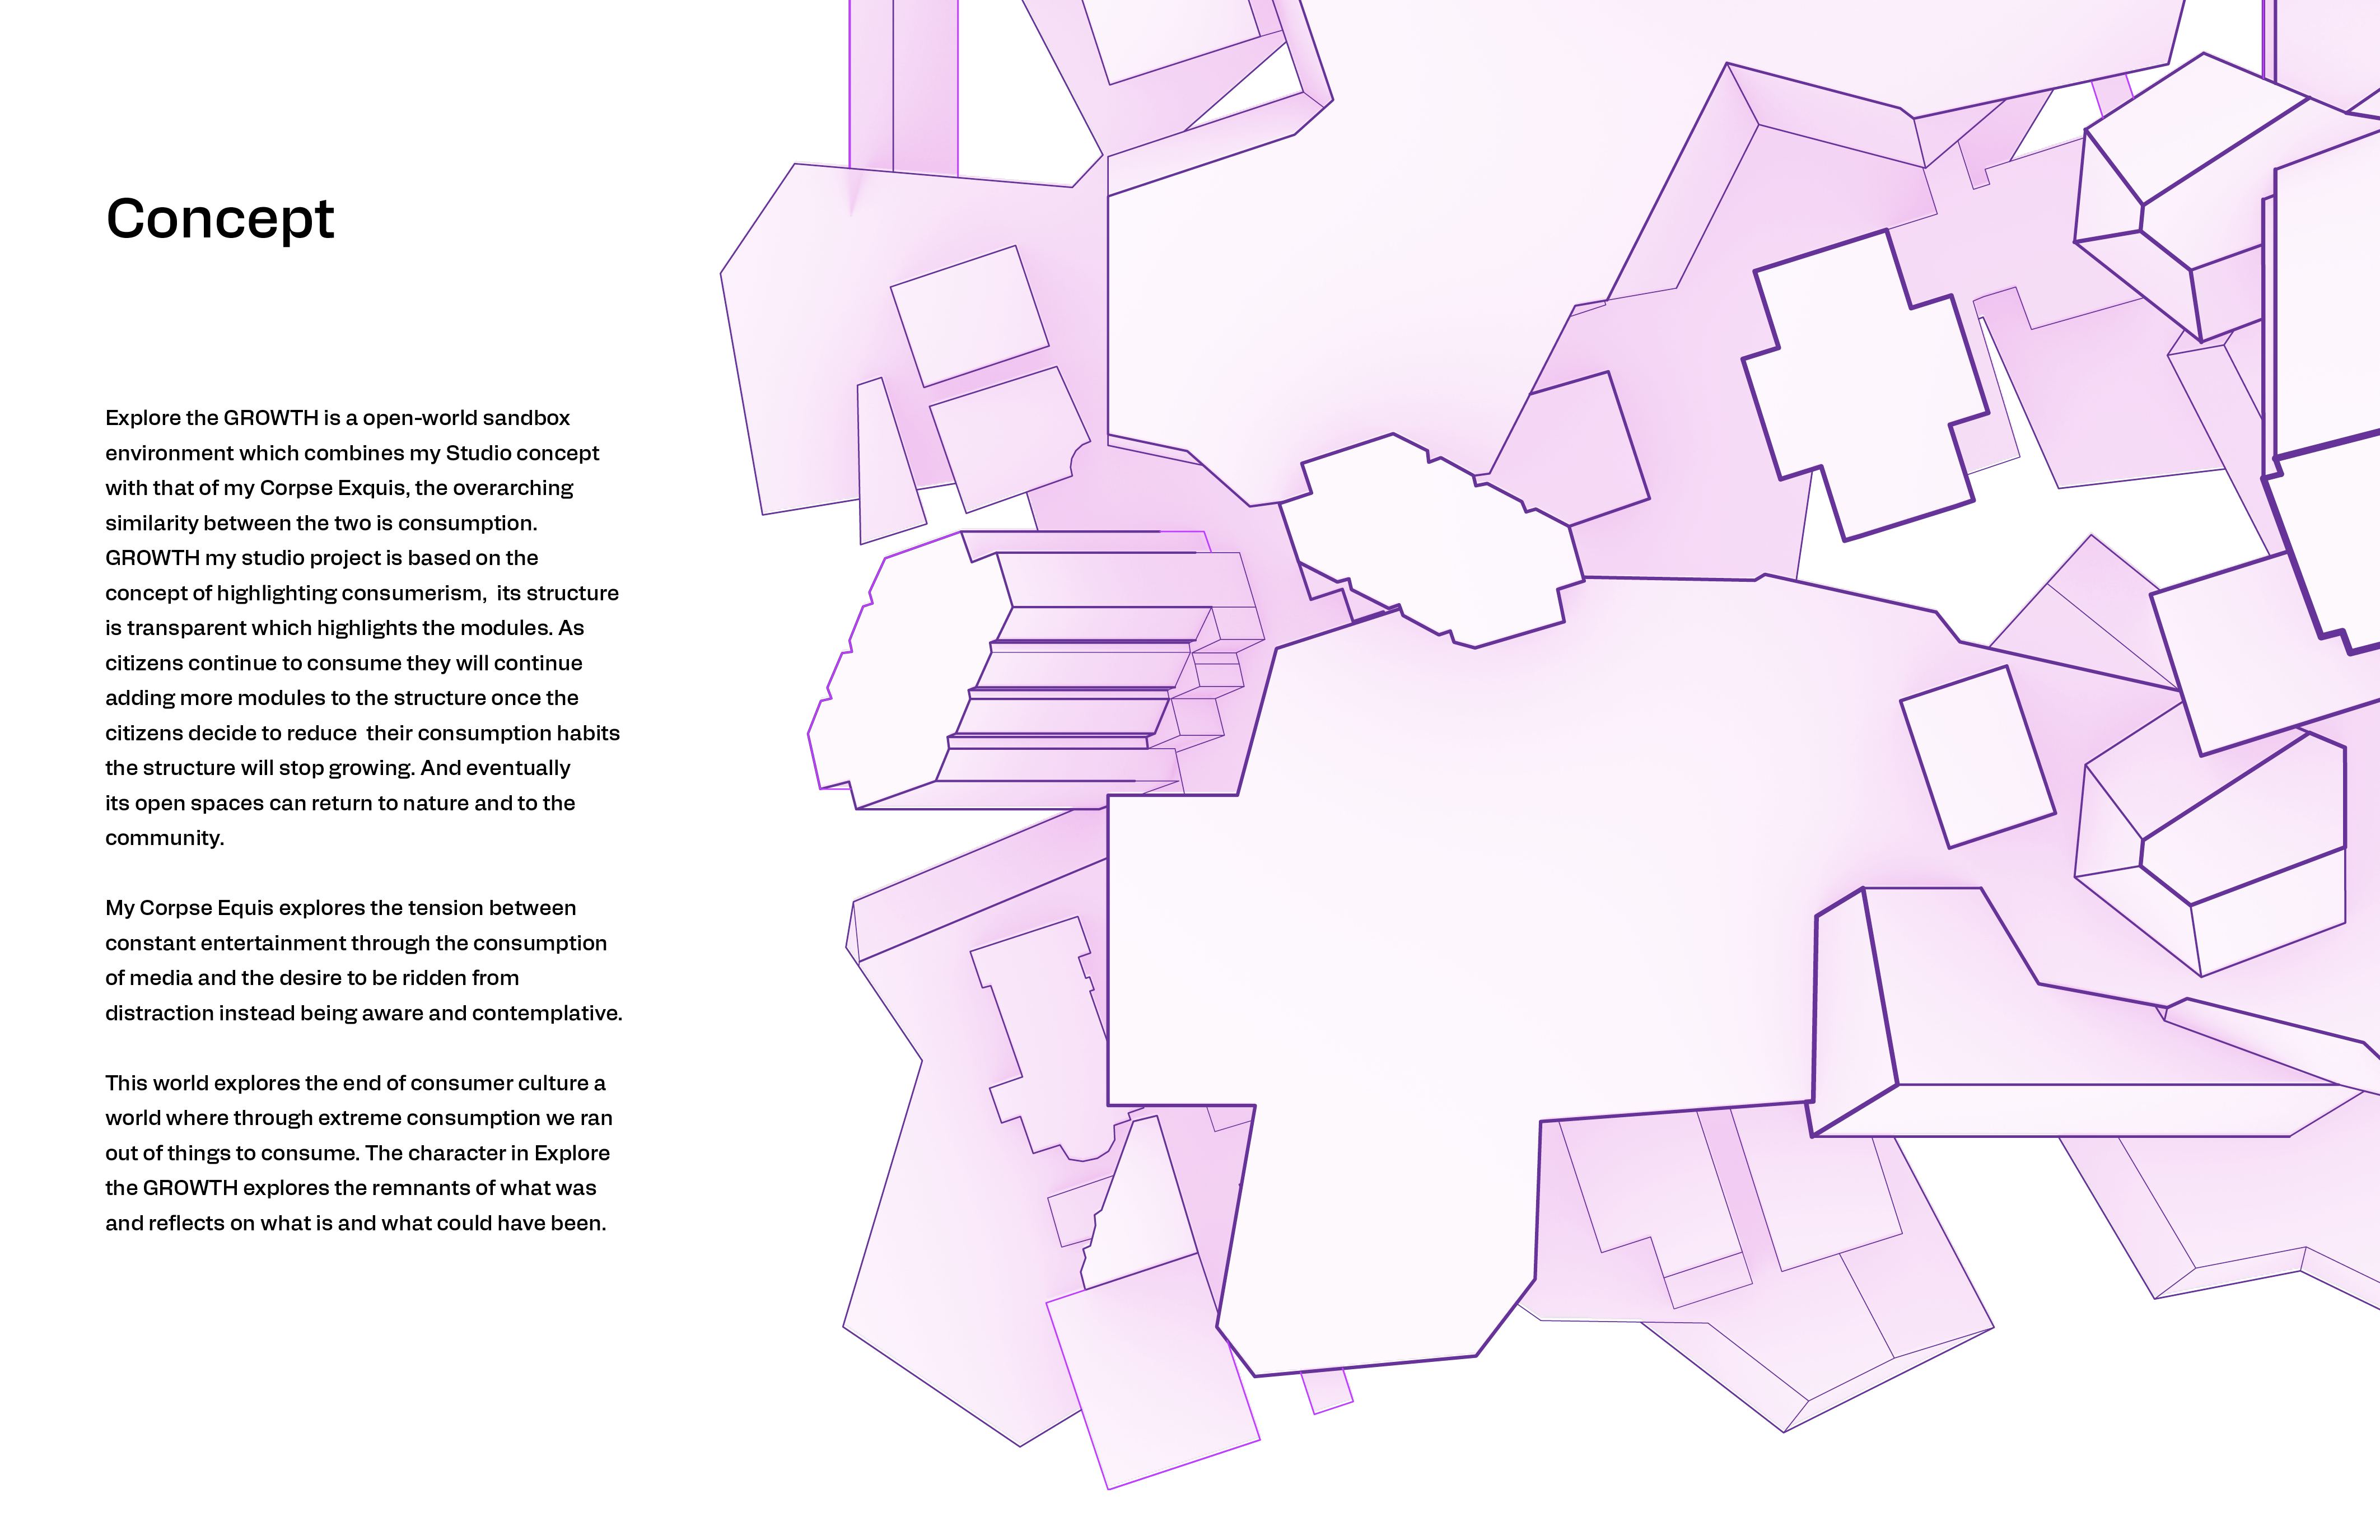 Concept
Explore the GROWTH is a open-world sandbox
environment which combines my Studio concept
with that of my Corpse Exquis, the overarching
similarity between the two is consumption.
GROWTH my studio project is based on the
concept of highlighting consumerism,  its structure
is transparent which highlights the modules. As
citizens continue to consume they will continue
adding more modules to the structure once the
citizens decide to reduce  their consumption habits
the structure will stop growing. And eventually
its open spaces can return to nature and to the
community.
My Corpse Equis explores the tension between
constant entertainment through the consumption
of media and the desire to be ridden from
distraction instead being aware and contemplative.
This world explores the end of consumer culture a
world where through extreme consumption we ran
out of things to consume. The character in Explore
the GROWTH explores the remnants of what was
and reflects on what is and what could have been.